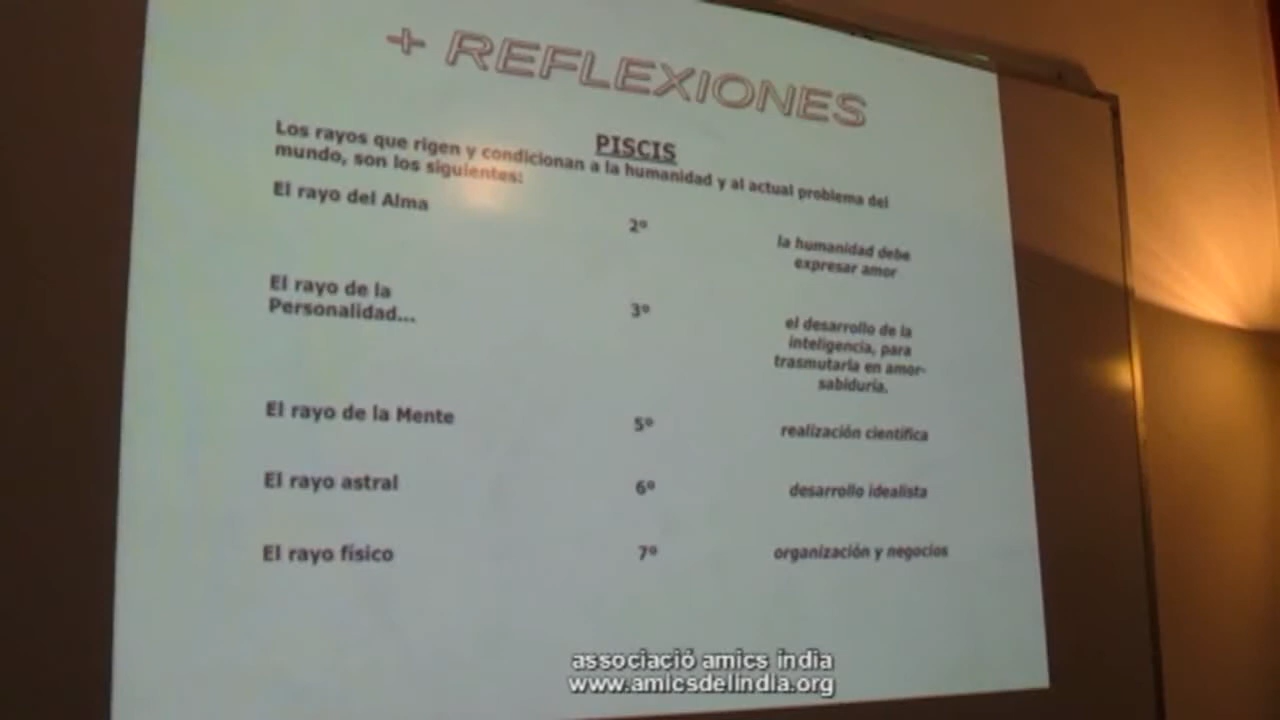 + REFLEXIONES
PISCIS
Los rayos que rigen y condicionan a la humanidad y al actual problema del
mundo, son los siguientes:
El rayo del Alma
2º
la humanidad debe
expresar amor
El rayo de la
Personalidad...
3º
el desarrollo de la
inteligencia, para
trasmutarla en amor-
sabiduría.
El rayo de la Mente
5º
realización científica
El rayo astral
6º
desarrollo idealista
El rayo físico
7º
organización y negocios
associació amics índia
www.amicsdelindia.org